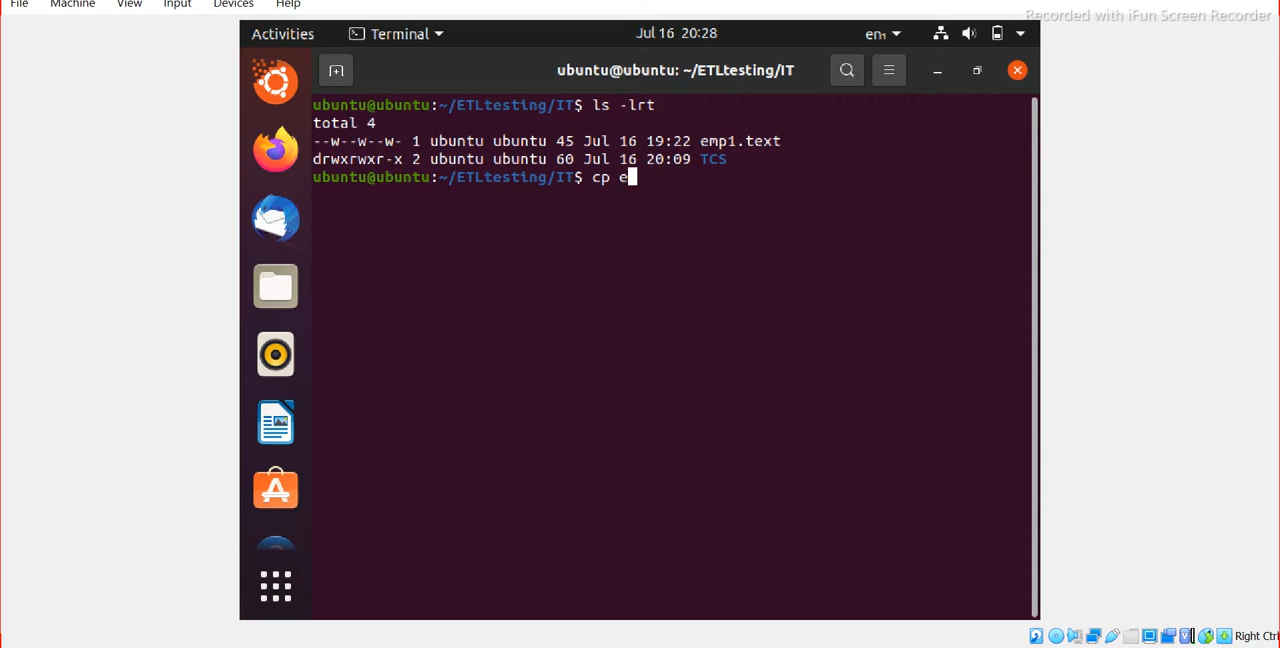 File Machine View Input Devices Help
Recorded with iFun Screen Recorder
Activities Terminal Jul 16 20:28 en₁
ubuntu@ubuntu: ~/ETLtesting/IT
ubuntu@ubuntu:~/ETLtesting/IT$ ls -lrt
total 4
--w--w--w- 1 ubuntu ubuntu 45 Jul 16 19:22 emp1.text
drwxrwxr-x 2 ubuntu ubuntu 60 Jul 16 20:09 TCS
ubuntu@ubuntu:~/ETLtesting/IT$ cp e
Right Ctrl